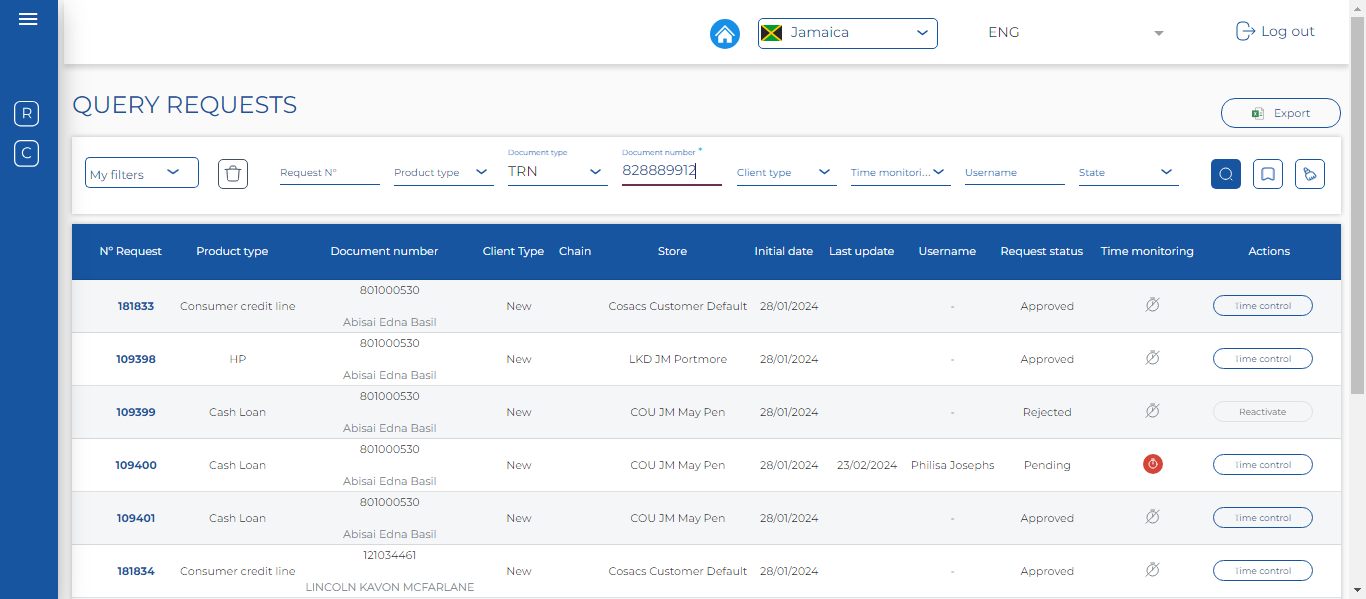 Jamaica
ENG
Log out
R
C
QUERY REQUESTS
Export
My filters
Request N°
Product type
Document type
TRN
Document number *
828889912
Client type
Time monitori...
Username
State
N° Request Product type Document number Client Type Chain Store Initial date Last update Username Request status Time monitoring Actions
801000530
181833 Consumer credit line New Cosacs Customer Default 28/01/2024 - Approved Time control
Abisai Edna Basil
801000530
109398 HP New LKD JM Portmore 28/01/2024 - Approved Time control
Abisai Edna Basil
801000530
109399 Cash Loan New COU JM May Pen 28/01/2024 - Rejected Reactivate
Abisai Edna Basil
801000530
109400 Cash Loan New COU JM May Pen 28/01/2024 23/02/2024 Philisa Josephs Pending Time control
Abisai Edna Basil
801000530
109401 Cash Loan New COU JM May Pen 28/01/2024 - Approved Time control
Abisai Edna Basil
121034461
181834 Consumer credit line New Cosacs Customer Default 28/01/2024 - Approved Time control
LINCOLN KAVON MCFARLANE